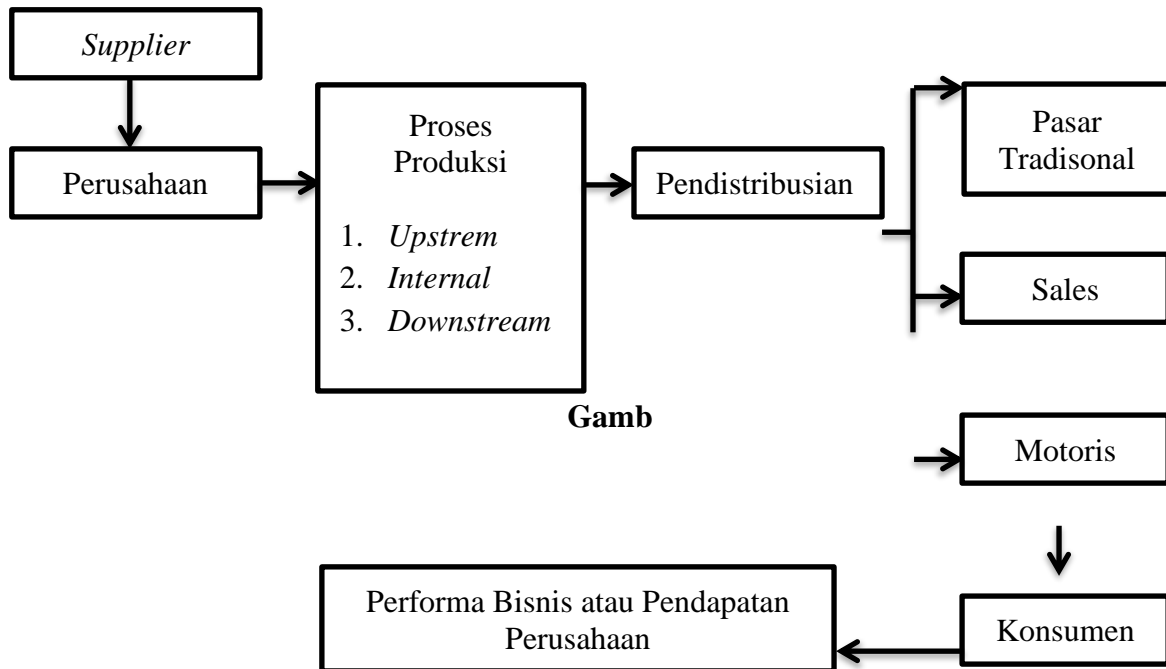 Supplier
Perusahaan
Proses
Produksi
1. Upstrem
2. Internal
3. Downstream
Pendistribusian
Pasar
Tradisonal
Sales
Gamb
Motoris
Konsumen
Performa Bisnis atau Pendapatan
Perusahaan